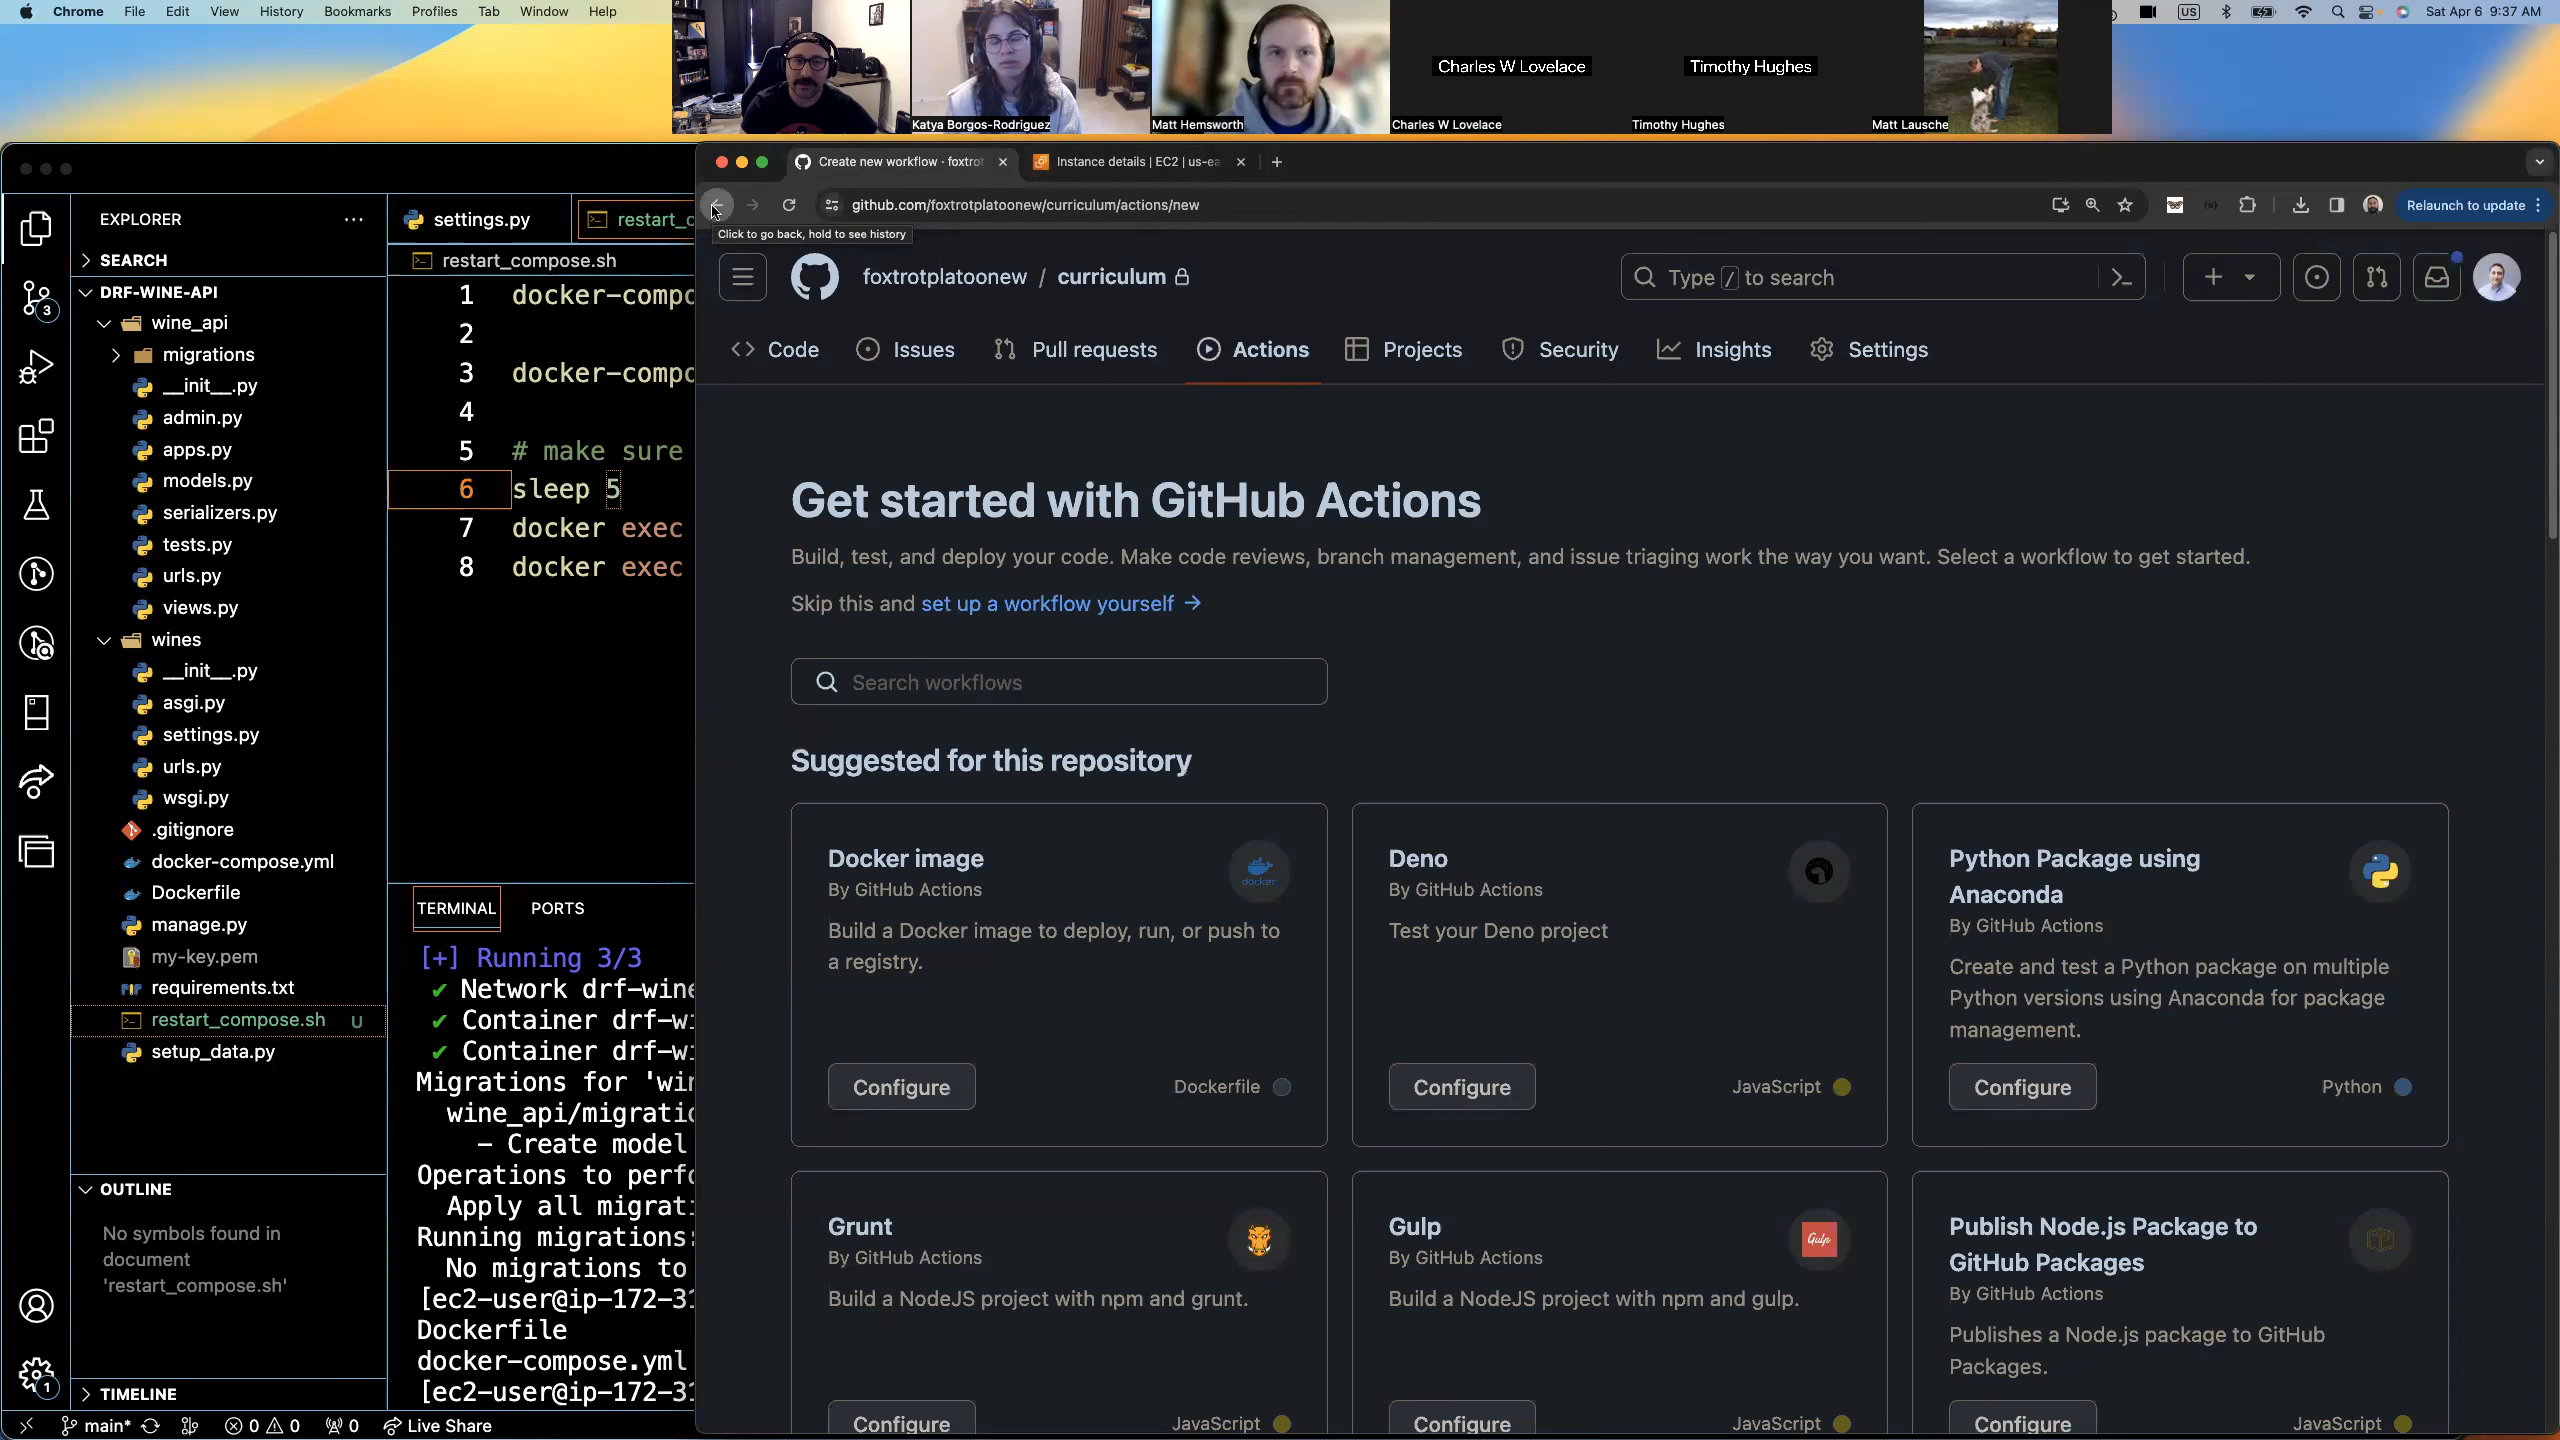 Chrome File Edit View History Bookmarks Profiles Tab Window Help
US
Sat Apr 6 9:37 AM
Katya Borgos-Rodriguez
Matt Hemsworth
Charles W Lovelace
Charles W Lovelace
Timothy Hughes
Timothy Hughes
Matt Lausche
EXPLORER
SEARCH
DRF-WINE-API
wine_api
migrations
__init__.py
admin.py
apps.py
models.py
serializers.py
tests.py
urls.py
views.py
wines
__init__.py
asgi.py
settings.py
urls.py
wsgi.py
.gitignore
docker-compose.yml
Dockerfile
manage.py
my-key.pem
requirements.txt
restart_compose.sh U
setup_data.py
OUTLINE
No symbols found in
document
'restart_compose.sh'
TIMELINE
3
1
main* 0 0 0 Live Share
settings.py restart_c
restart_compose.sh
1 docker-compo
2
3 docker-compo
4
5 # make sure
6 sleep 5
7 docker exec
8 docker exec
TERMINAL PORTS
[+] Running 3/3
✔ Network drf-wine
✔ Container drf-wi
✔ Container drf-wi
Migrations for 'win
wine_api/migratio
- Create model
Operations to perfo
Apply all migrati
Running migrations:
No migrations to
[ec2-user@ip-172-31
Dockerfile
docker-compose.yml
[ec2-user@ip-172-31
Create new workflow · foxtrot
Instance details | EC2 | us-ea
github.com/foxtrotplatoonew/curriculum/actions/new
Relaunch to update
Click to go back, hold to see history
foxtrotplatoonew / curriculum
Type / to search
Code Issues Pull requests Actions Projects Security Insights Settings
Get started with GitHub Actions
Build, test, and deploy your code. Make code reviews, branch management, and issue triaging work the way you want. Select a workflow to get started.
Skip this and set up a workflow yourself →
Search workflows
Suggested for this repository
Docker image
By GitHub Actions
Build a Docker image to deploy, run, or push to
a registry.
Configure
Dockerfile
docker
Deno
By GitHub Actions
Test your Deno project
Configure
JavaScript
Python Package using
Anaconda
By GitHub Actions
Create and test a Python package on multiple
Python versions using Anaconda for package
management.
Configure
Python
Grunt
By GitHub Actions
Build a NodeJS project with npm and grunt.
Configure
JavaScript
Gulp
By GitHub Actions
Build a NodeJS project with npm and gulp.
Gulp
Configure
JavaScript
Publish Node.js Package to
GitHub Packages
By GitHub Actions
Publishes a Node.js package to GitHub
Packages.
Configure
JavaScript